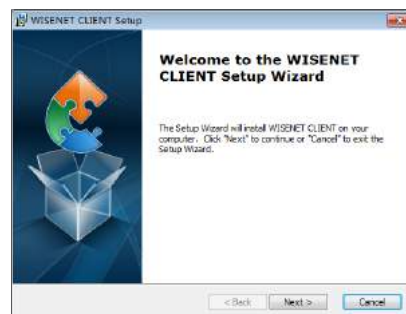 WISENET CLIENT Setup
Welcome to the WISENET
CLIENT Setup Wizard
The Setup Wizard will install WISENET CLIENT on your
computer. Click "Next" to continue or "Cancel" to exit the
Setup Wizard.
< Back Next > Cancel